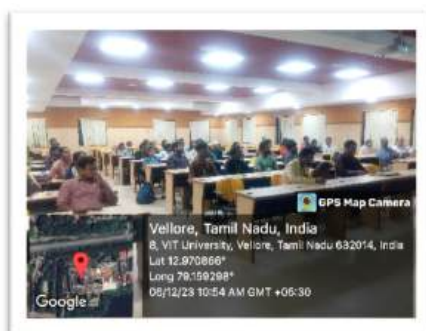 GPS Map Camera
Vellore, Tamil Nadu, India
8, VIT University, Vellore, Tamil Nadu 632014, India
Lat 12.970866°
Long 79.159298°
06/12/23 10:54 AM GMT +05:30
Google